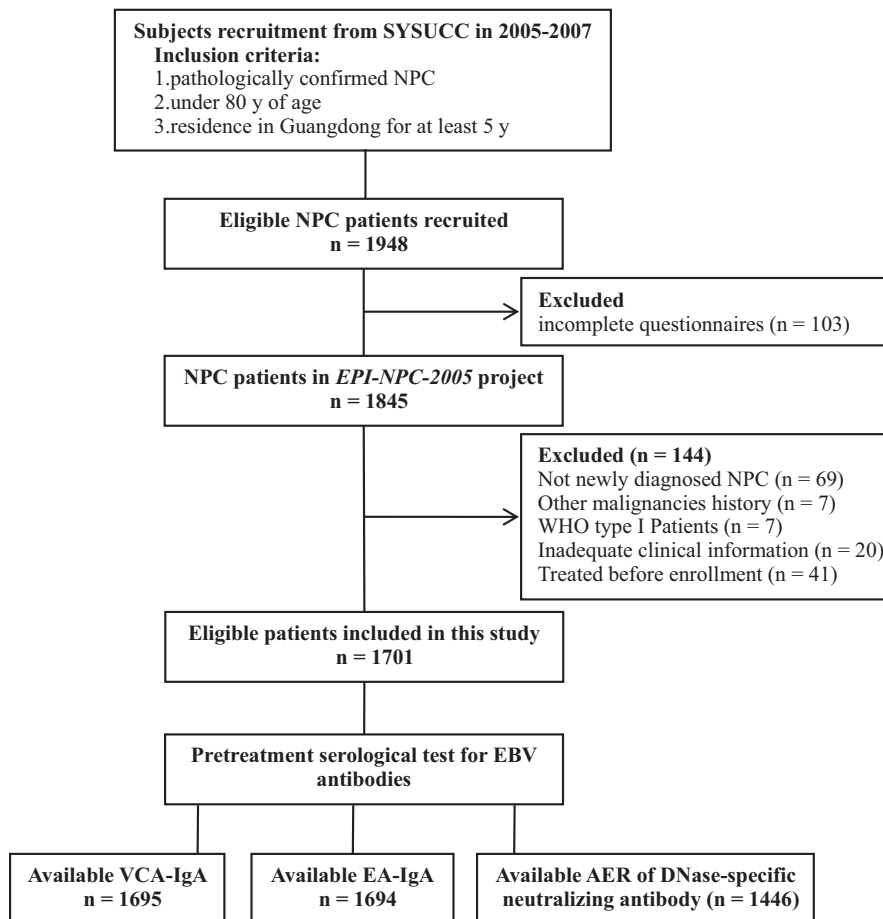 Subjects recruitment from SYSUCC in 2005-2007
Inclusion criteria:
1.pathologically confirmed NPC
2.under 80 y of age
3.residence in Guangdong for at least 5 y
Eligible NPC patients recruited
n = 1948
Excluded
incomplete questionnaires (n = 103)
NPC patients in EPI-NPC-2005 project
n = 1845
Excluded (n = 144)
Not newly diagnosed NPC (n = 69)
Other malignancies history (n = 7)
WHO type I Patients (n = 7)
Inadequate clinical information (n = 20)
Treated before enrollment (n = 41)
Eligible patients included in this study
n = 1701
Pretreatment serological test for EBV
antibodies
Available VCA-IgA
n = 1695
Available EA-IgA
n = 1694
Available AER of DNase-specific
neutralizing antibody (n = 1446)